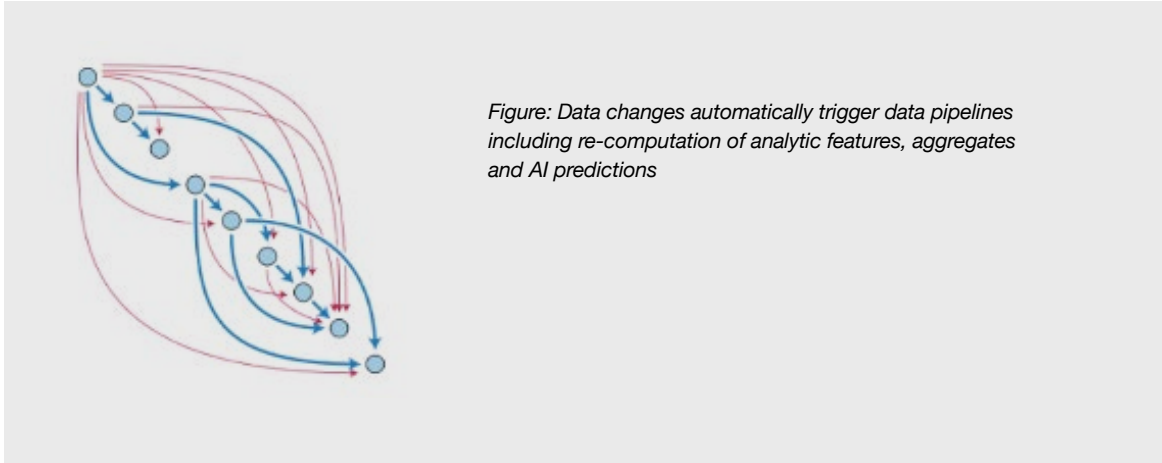 Figure: Data changes automatically trigger data pipelines
including re-computation of analytic features, aggregates
and AI predictions